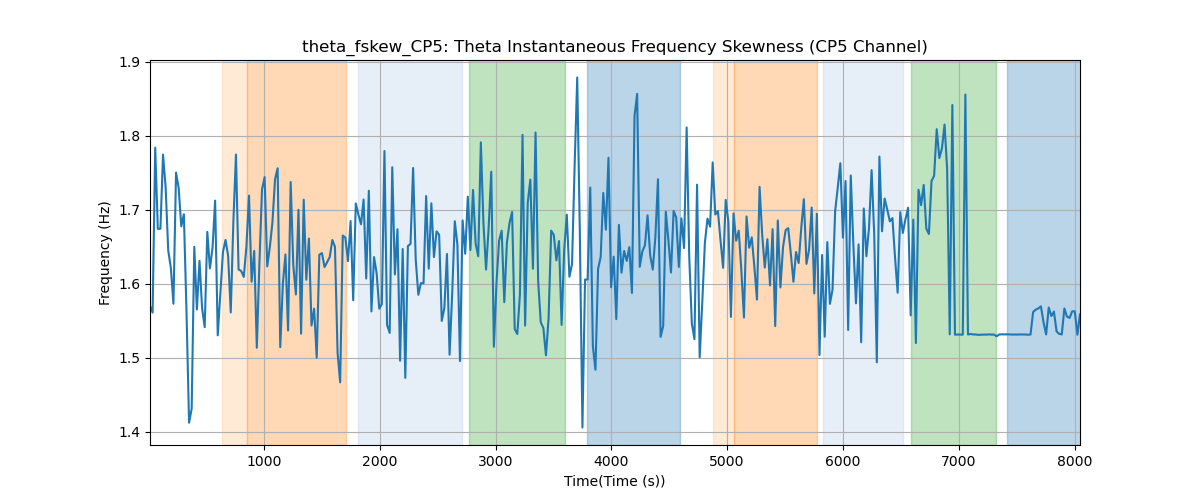 theta_fskew_CP5: Theta Instantaneous Frequency Skewness (CP5 Channel)
Frequency (Hz)
1.9
1.8
1.7
1.6
1.5
1.4
1000 2000 3000 4000 5000 6000 7000 8000
Time(Time (s))